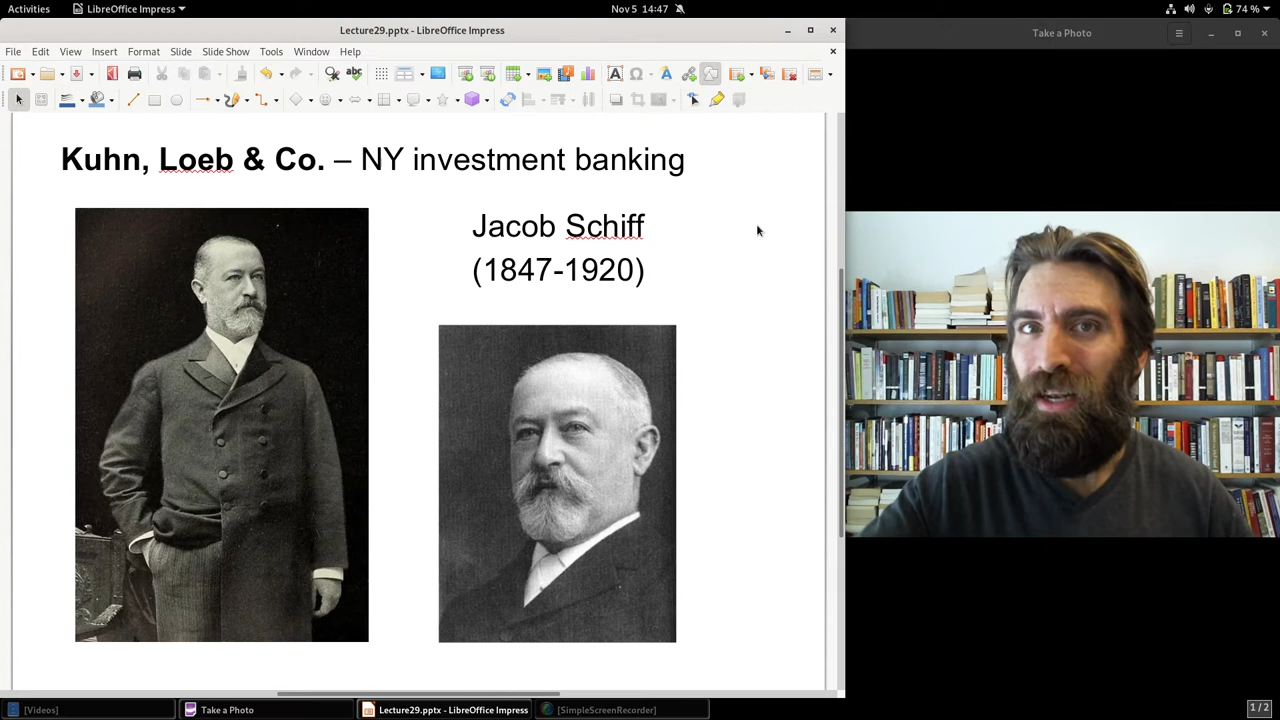 Activities
LibreOffice Impress
Nov 5 14:47
74 %
Lecture29.pptx - LibreOffice Impress
Take a Photo
File Edit View Insert Format Slide Slide Show Tools Window Help
Kuhn, Loeb & Co. – NY investment banking
Jacob Schiff
(1847-1920)
[Videos]
Take a Photo
Lecture29.pptx - LibreOffice Impress
[SimpleScreenRecorder]
1 / 2